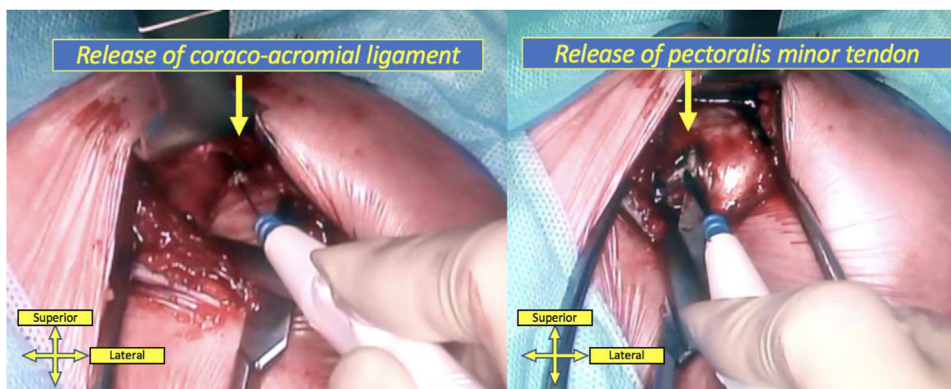 Release of coraco-acromial ligament
Release of pectoralis minor tendon
Superior
Lateral
Superior
Lateral